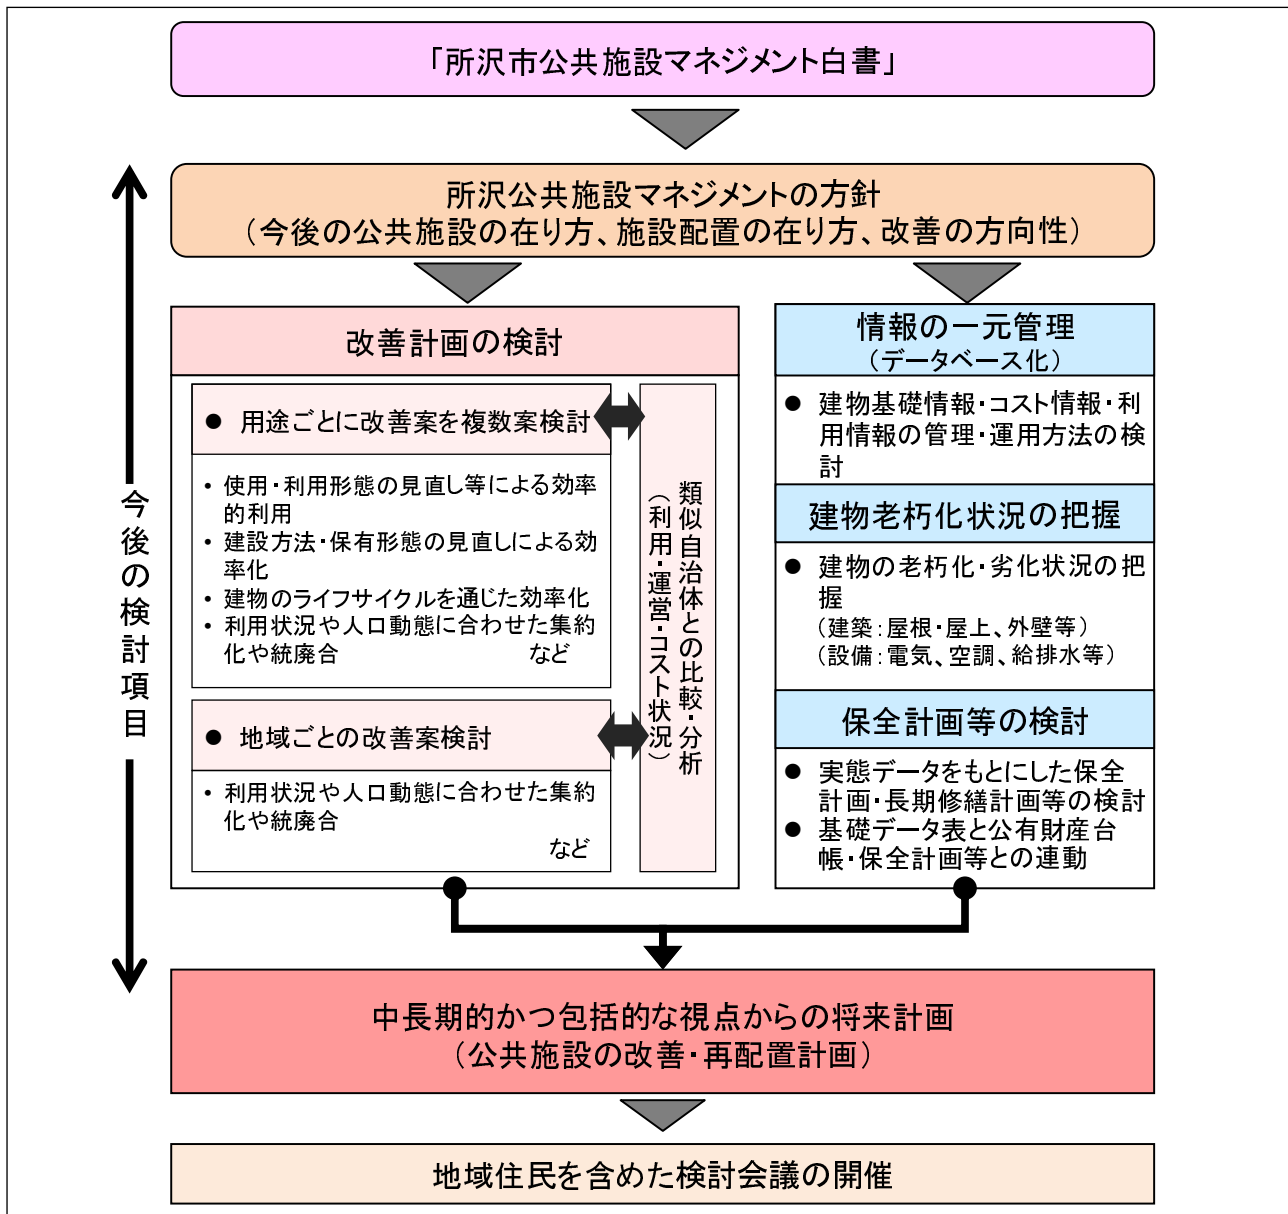 「所沢市公共施設マネジメント白書」
所沢公共施設マネジメントの方針
（今後の公共施設の在り方、施設配置の在り方、改善の方向性）
今後の検討項目
改善計画の検討
● 用途ごとに改善案を複数案検討
・ 使用・利用形態の見直し等による効率
的利用
・ 建設方法・保有形態の見直しによる効
率化
・ 建物のライフサイクルを通じた効率化
・ 利用状況や人口動態に合わせた集約
化や統廃合 など
● 地域ごとの改善案検討
・ 利用状況や人口動態に合わせた集約
化や統廃合
など
類似自治体との比較・分析
（利用・運営・コスト状況）
情報の一元管理
（データベース化）
● 建物基礎情報・コスト情報・利
用情報の管理・運用方法の検
討
建物老朽化状況の把握
● 建物の老朽化・劣化状況の把
握
（建築：屋根・屋上、外壁等）
（設備：電気、空調、給排水等）
保全計画等の検討
● 実態データをもとにした保全
計画・長期修繕計画等の検討
● 基礎データ表と公有財産台
帳・保全計画等との連動
中長期的かつ包括的な視点からの将来計画
（公共施設の改善・再配置計画）
地域住民を含めた検討会議の開催